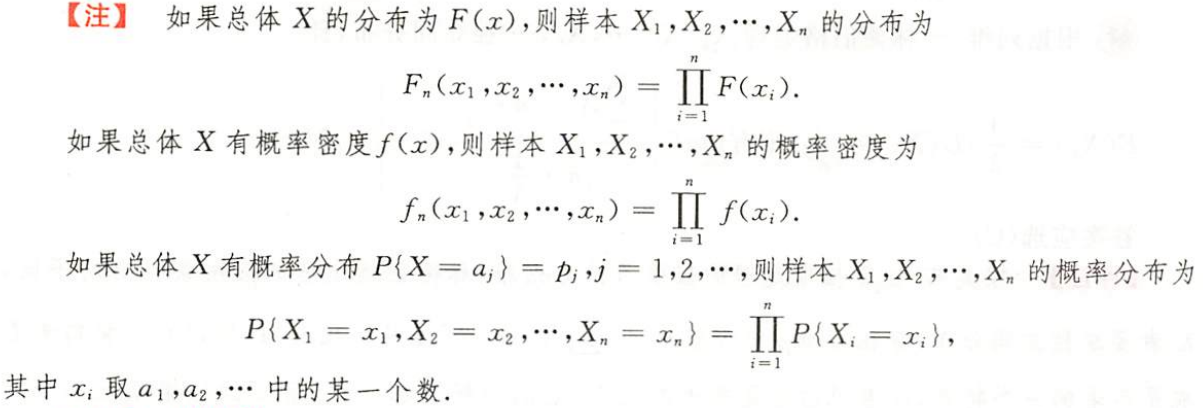 【注】 如果总体 X 的分布为 F(x),则样本 X₁,X₂,⋯,Xₙ 的分布为
Fₙ(x₁,x₂,⋯,xₙ) = ∏ᵢ₌₁ⁿ F(xᵢ).
如果总体 X 有概率密度 f(x),则样本 X₁,X₂,⋯,Xₙ 的概率密度为
fₙ(x₁,x₂,⋯,xₙ) = ∏ᵢ₌₁ⁿ f(xᵢ).
如果总体 X 有概率分布 P{X = aⱼ} = pⱼ,j = 1,2,⋯,则样本 X₁,X₂,⋯,Xₙ 的概率分布为
P{X₁ = x₁,X₂ = x₂,⋯,Xₙ = xₙ} = ∏ᵢ₌₁ⁿ P{Xᵢ = xᵢ},
其中 xᵢ 取 a₁,a₂,⋯ 中的某一个数.